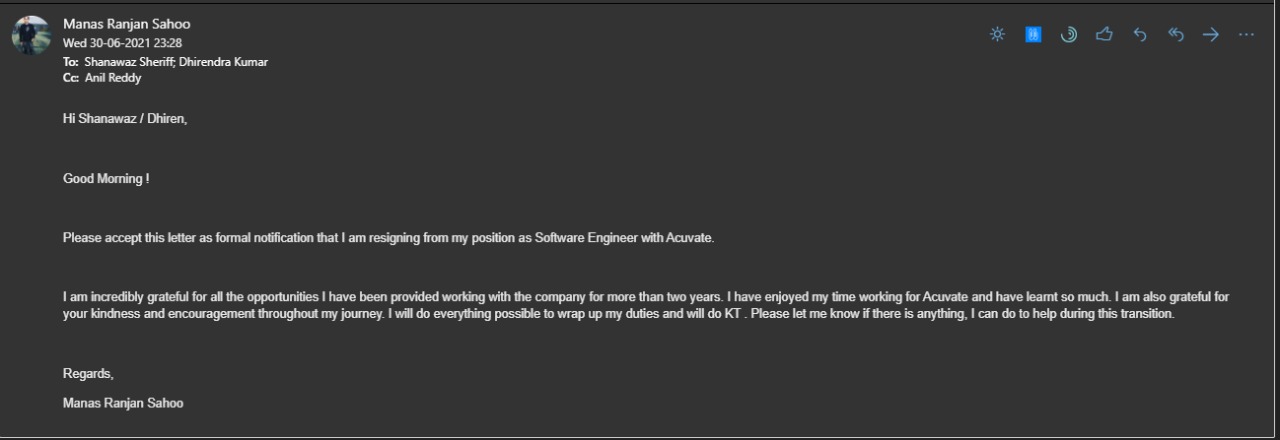 Manas Ranjan Sahoo
Wed 30-06-2021 23:28
To: Shanawaz Sheriff; Dhirendra Kumar
Cc: Anil Reddy
Hi Shanawaz / Dhiren,
Good Morning !
Please accept this letter as formal notification that I am resigning from my position as Software Engineer with Acuvate.
I am incredibly grateful for all the opportunities I have been provided working with the company for more than two years. I have enjoyed my time working for Acuvate and have learnt so much. I am also grateful for
your kindness and encouragement throughout my journey. I will do everything possible to wrap up my duties and will do KT . Please let me know if there is anything, I can do to help during this transition.
Regards,
Manas Ranjan Sahoo